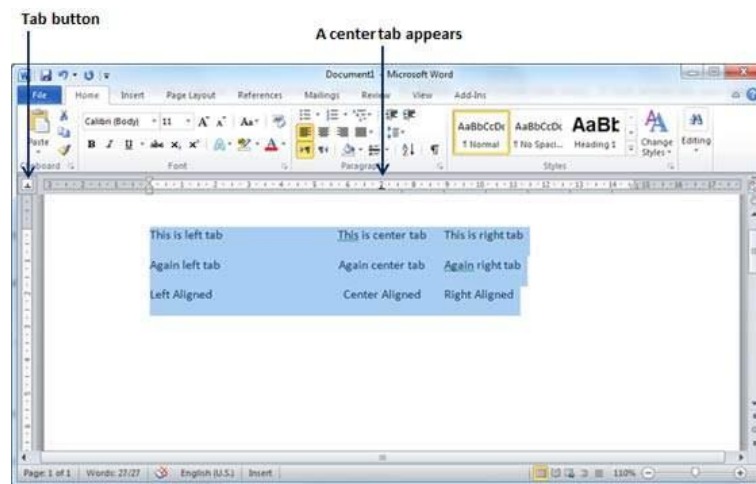 Tab button
A center tab appears
Document1 - Microsoft Word
File Home Insert Page Layout References Mailings Review View Add-Ins
Paste
Calibri (Body) 11
AaBbCcDc AaBbCcDc AaBt
¶ Normal ¶ No Spaci... Heading 1
Change Styles
Editing
Clipboard Font Paragraph Styles
This is left tab This is center tab This is right tab
Again left tab Again center tab Again right tab
Left Aligned Center Aligned Right Aligned
Page: 1 of 1 Words: 27/27 English (U.S.) Insert 110%